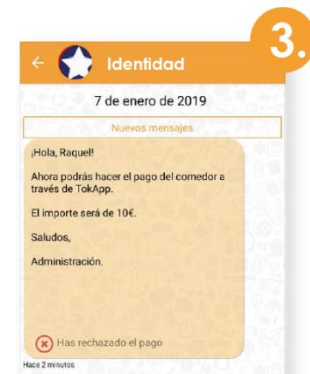 3.
← Identidad
7 de enero de 2019
Nuevos mensajes
¡Hola, Raquel!
Ahora podrás hacer el pago del comedor a
través de TokApp.
El importe será de 10€.
Saludos,
Administración.
Has rechazado el pago
Hace 2 minutos